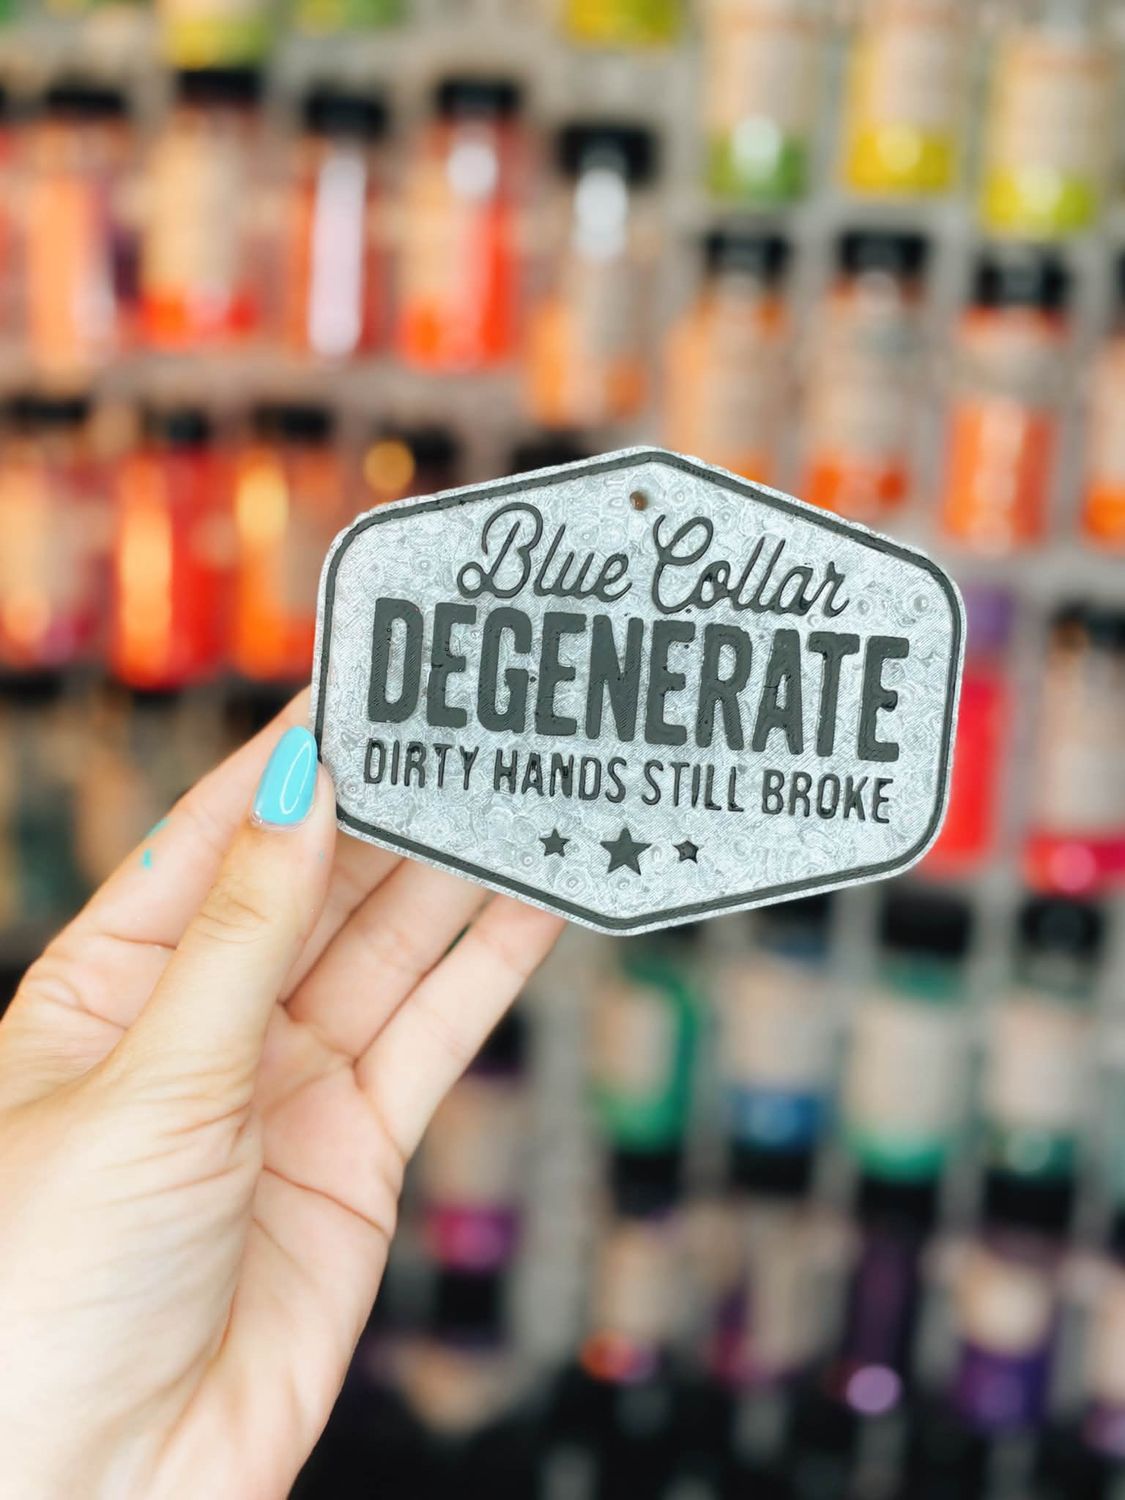 Blue Collar
DEGENERATE
DIRTY HANDS STILL BROKE